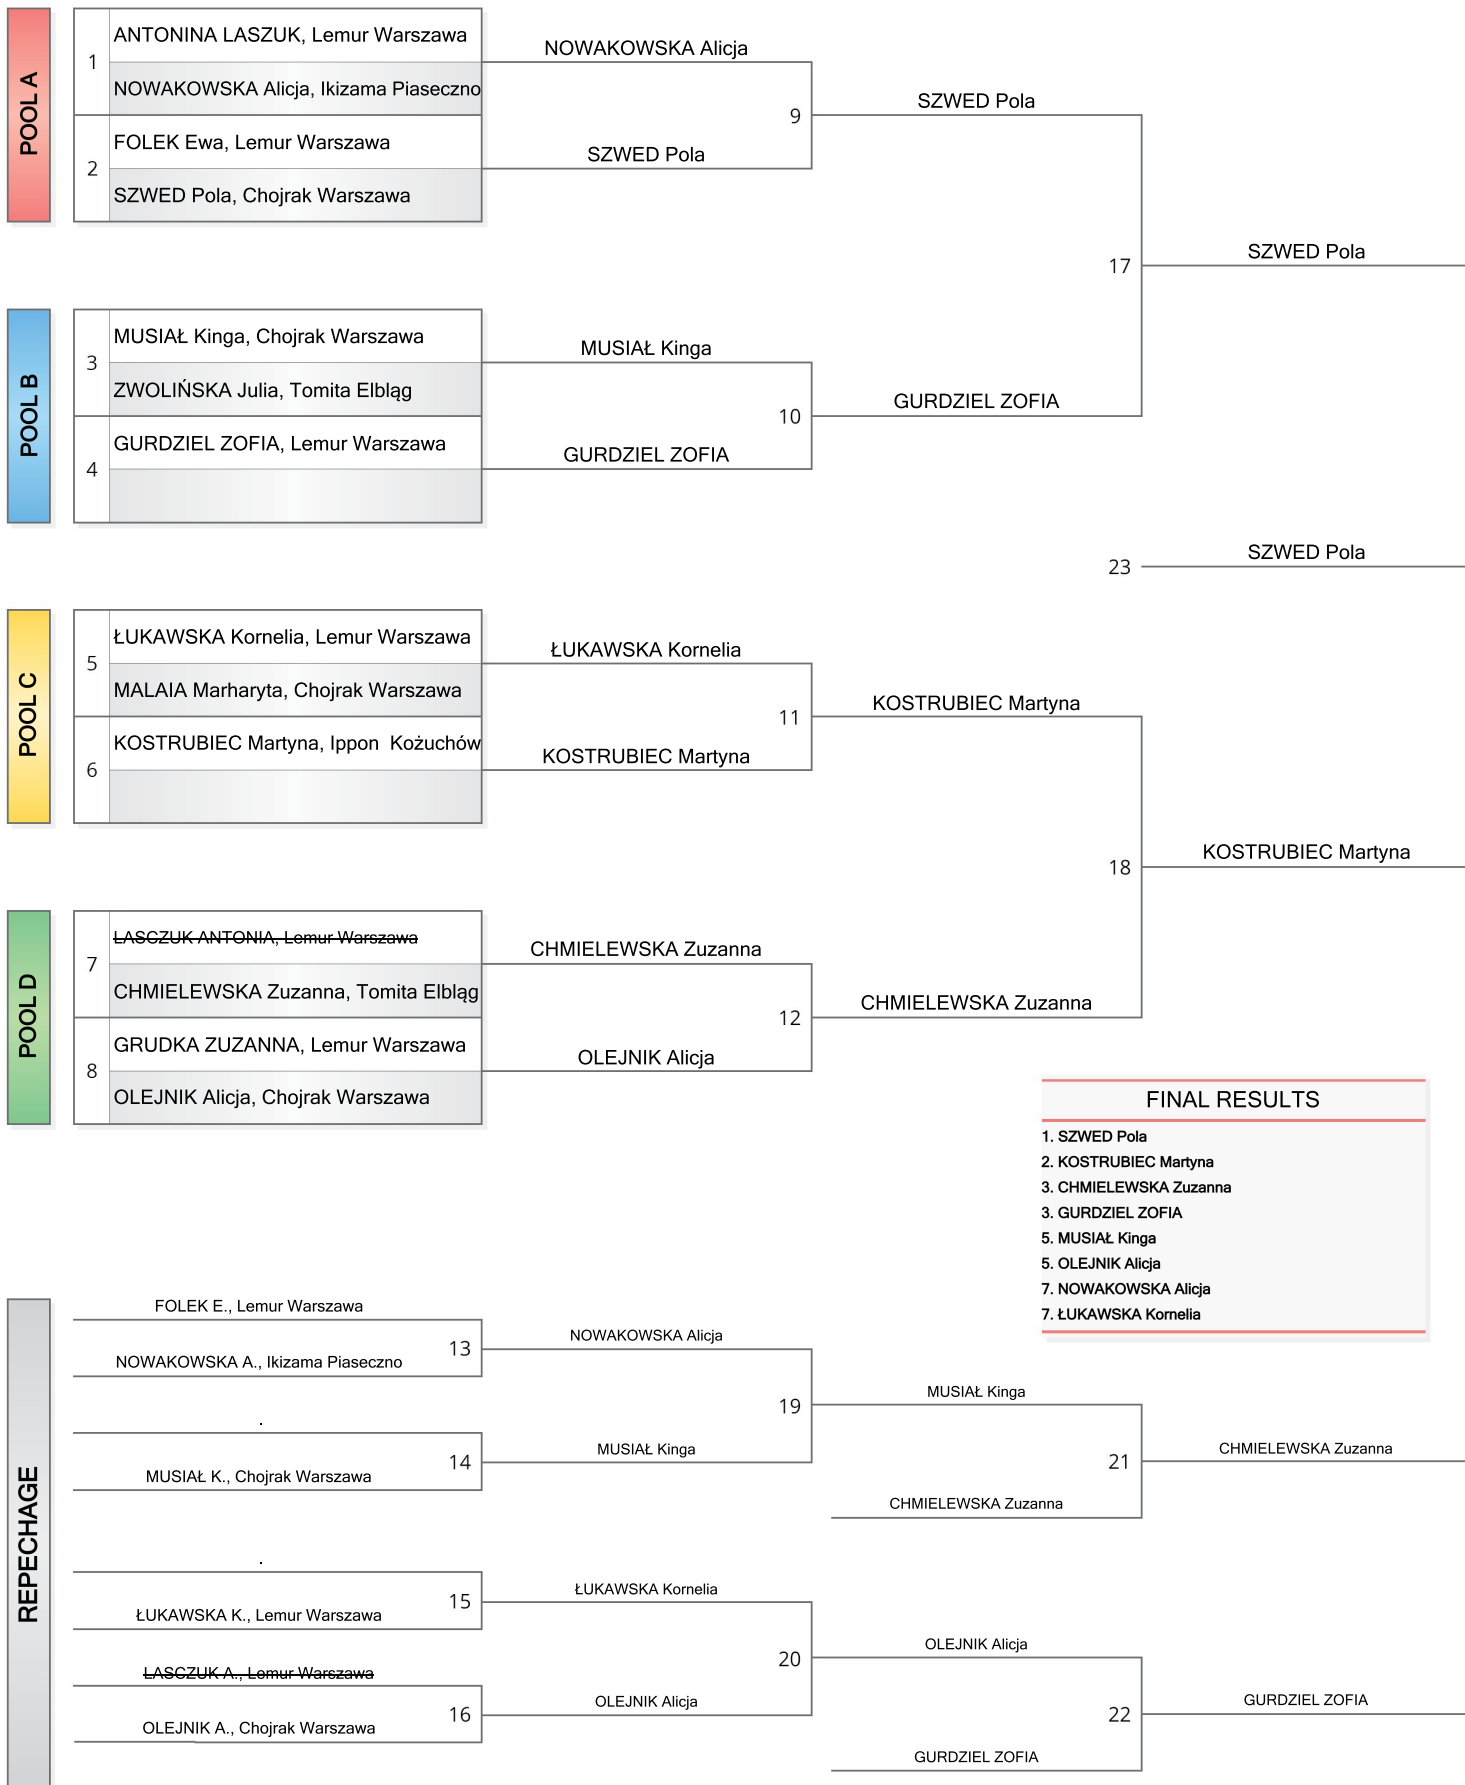 POOL A
1
ANTONINA LASZUK, Lemur Warszawa
NOWAKOWSKA Alicja, Ikizama Piaseczno
2
FOLEK Ewa, Lemur Warszawa
SZWED Pola, Chojrak Warszawa
NOWAKOWSKA Alicja
SZWED Pola
9
SZWED Pola
17
SZWED Pola
POOL B
3
MUSIAŁ Kinga, Chojrak Warszawa
ZWOLIŃSKA Julia, Tomita Elbląg
4
GURDZIEL ZOFIA, Lemur Warszawa
MUSIAŁ Kinga
GURDZIEL ZOFIA
10
GURDZIEL ZOFIA
23
SZWED Pola
POOL C
5
ŁUKAWSKA Kornelia, Lemur Warszawa
MALAIA Marharyta, Chojrak Warszawa
6
KOSTRUBIEC Martyna, Ippon  Kożuchów
ŁUKAWSKA Kornelia
KOSTRUBIEC Martyna
11
KOSTRUBIEC Martyna
18
KOSTRUBIEC Martyna
POOL D
7
LASCZUK ANTONIA, Lemur Warszawa
CHMIELEWSKA Zuzanna, Tomita Elbląg
8
GRUDKA ZUZANNA, Lemur Warszawa
OLEJNIK Alicja, Chojrak Warszawa
CHMIELEWSKA Zuzanna
OLEJNIK Alicja
12
CHMIELEWSKA Zuzanna
FINAL RESULTS
1. SZWED Pola
2. KOSTRUBIEC Martyna
3. CHMIELEWSKA Zuzanna
3. GURDZIEL ZOFIA
5. MUSIAŁ Kinga
5. OLEJNIK Alicja
7. NOWAKOWSKA Alicja
7. ŁUKAWSKA Kornelia
REPECHAGE
FOLEK E., Lemur Warszawa
NOWAKOWSKA A., Ikizama Piaseczno
13
NOWAKOWSKA Alicja
.
MUSIAŁ K., Chojrak Warszawa
14
MUSIAŁ Kinga
19
MUSIAŁ Kinga
CHMIELEWSKA Zuzanna
21
CHMIELEWSKA Zuzanna
.
ŁUKAWSKA K., Lemur Warszawa
15
ŁUKAWSKA Kornelia
LASCZUK A., Lemur Warszawa
OLEJNIK A., Chojrak Warszawa
16
OLEJNIK Alicja
20
OLEJNIK Alicja
GURDZIEL ZOFIA
22
GURDZIEL ZOFIA